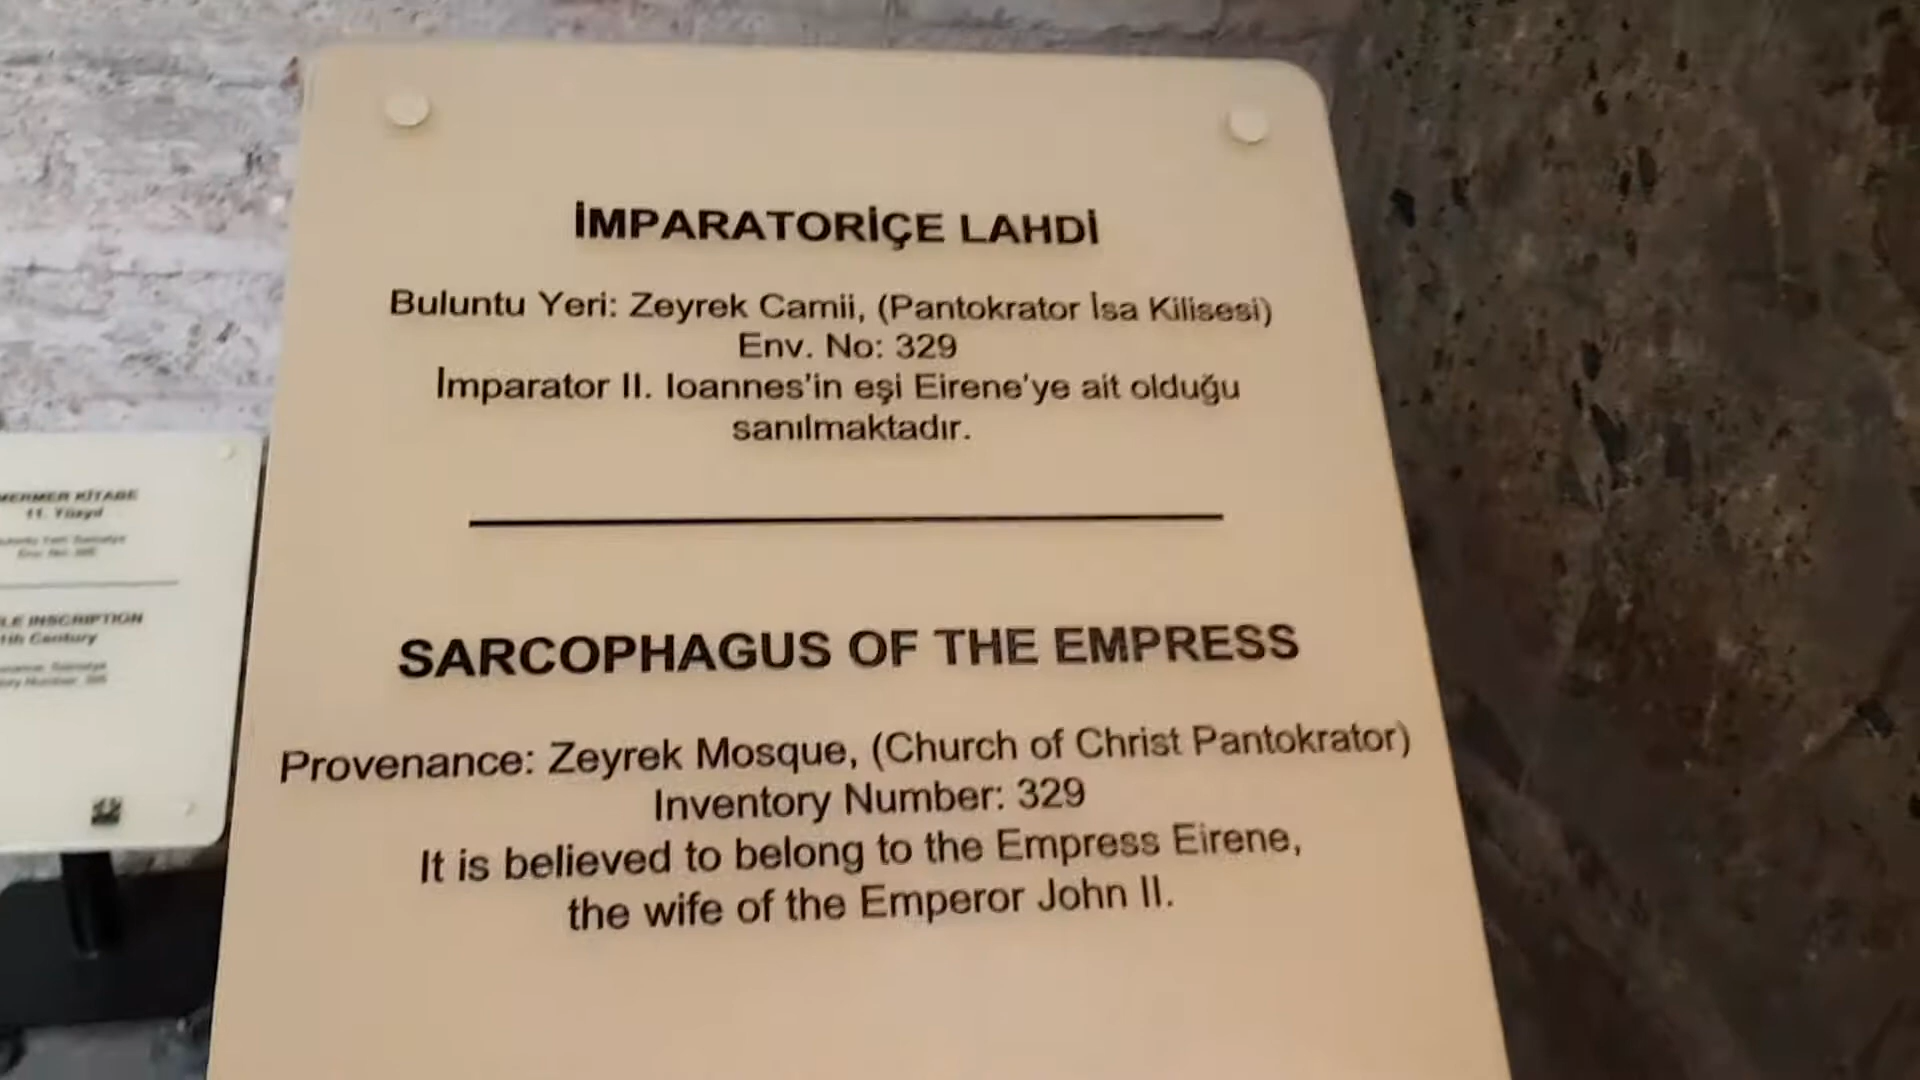 İMPARATORİÇE LAHDİ
Buluntu Yeri: Zeyrek Camii, (Pantokrator İsa Kilisesi)
Env. No: 329
İmparator II. Ioannes'in eşi Eirene'ye ait olduğu
sanılmaktadır.
SARCOPHAGUS OF THE EMPRESS
Provenance: Zeyrek Mosque, (Church of Christ Pantokrator)
Inventory Number: 329
It is believed to belong to the Empress Eirene,
the wife of the Emperor John II.
MERMER KİTABE
11. Yüzyıl
INSCRIPTION
Century